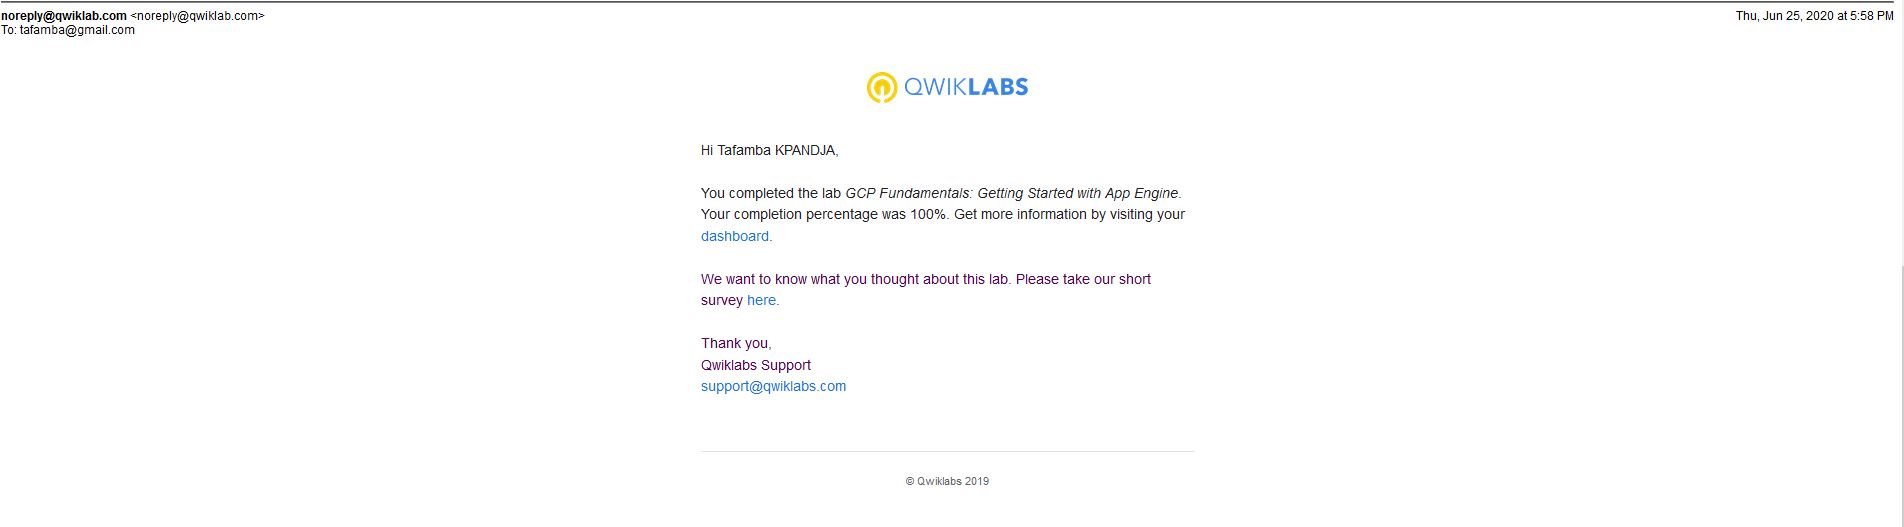 noreply@qwiklab.com <noreply@qwiklab.com> Thu, Jun 25, 2020 at 5:58 PM
To: tafamba@gmail.com
QWIKLABS
Hi Tafamba KPANDJA,
You completed the lab GCP Fundamentals: Getting Started with App Engine.
Your completion percentage was 100%. Get more information by visiting your
dashboard.
We want to know what you thought about this lab. Please take our short
survey here.
Thank you,
Qwiklabs Support
support@qwiklabs.com
© Qwiklabs 2019